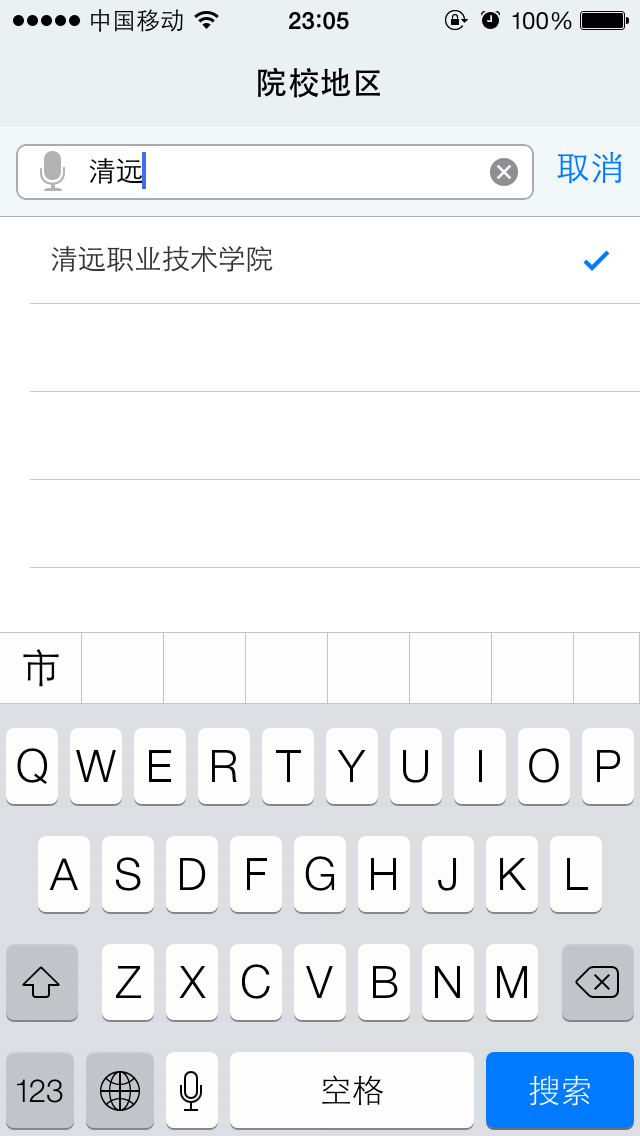 中国移动 23:05 100%
院校地区
清远 取消
清远职业技术学院
市
Q W E R T Y U I O P
A S D F G H J K L
Z X C V B N M
123 空格 搜索